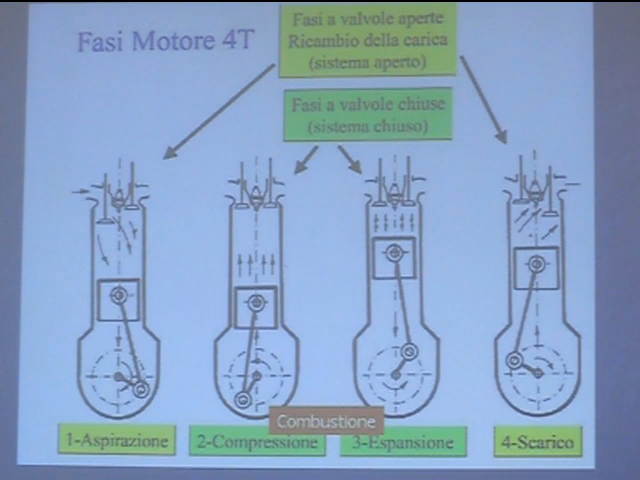 Fasi Motore 4T
Fasi a valvole aperte
Ricambio della carica
(sistema aperto)
Fasi a valvole chiuse
(sistema chiuso)
Combustione
1-Aspirazione
2-Compressione
3-Espansione
4-Scarico